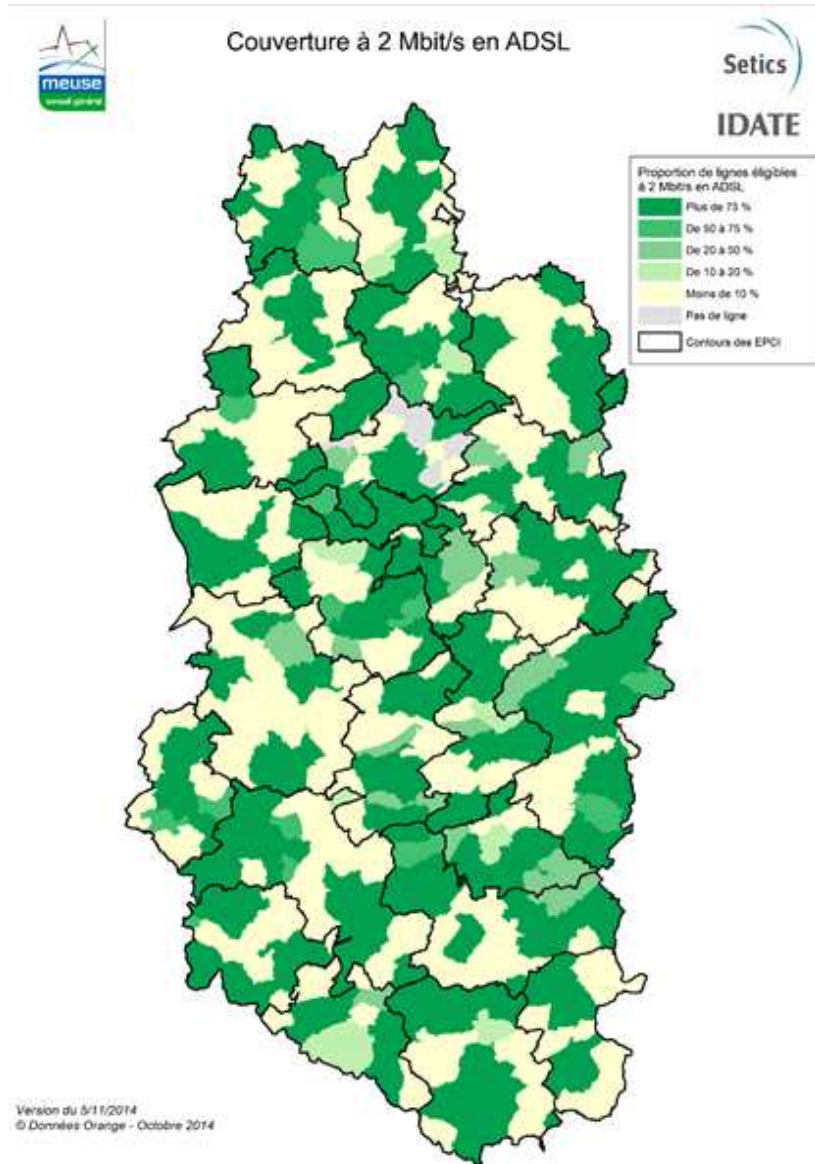 Couverture à 2 Mbit/s en ADSL
meuse
conseil général
Setics
IDATE
Proportion de lignes éligibles
à 2 Mbit/s en ADSL
Plus de 75 %
De 50 à 75 %
De 20 à 50 %
De 10 à 20 %
Moins de 10 %
Pas de ligne
Contours des EPCI
Version du 5/11/2014
© Données Orange - Octobre 2014